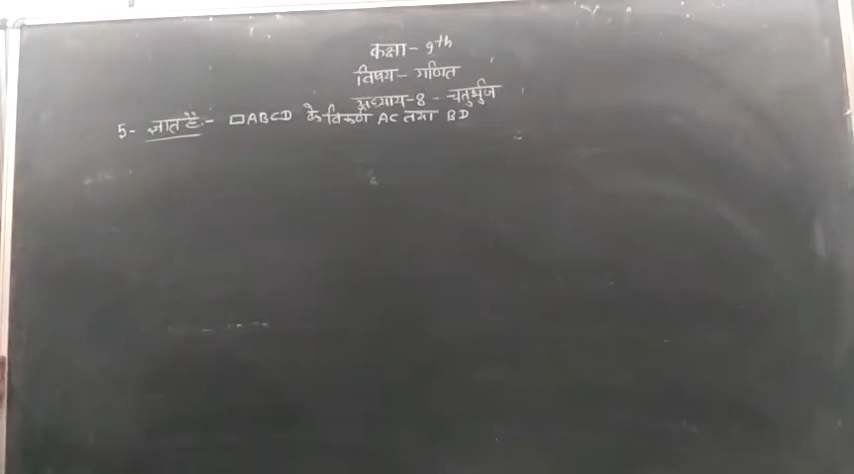 कक्षा - 9th
विषय - गणित
अध्याय - 8 - चतुर्भुज
5 - ज्ञात है :- □ABCD के विकर्ण AC तथा BD